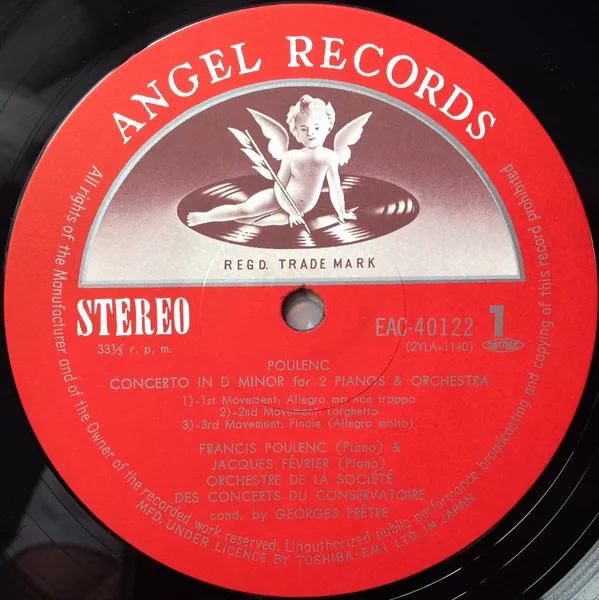 ANGEL RECORDS
REGD. TRADE MARK
STEREO
33⅓ r. p. m.
EAC-40122 1
(2YLA-1140)
POULENC
CONCERTO IN D MINOR for 2 PIANOS & ORCHESTRA
1)-1st Movement: Allegro ma non troppo
2)-2nd Movement: Larghetto
3)-3rd Movement: Finale (Allegro molto)
FRANCIS POULENC (Piano) &
JACQUES FÉVRIER (Piano)
ORCHESTRE DE LA SOCIÉTÉ
DES CONCERTS DU CONSERVATOIRE
cond. by GEORGES PRÊTRE
All rights of the Manufacturer and of the Owner of the recorded work reserved. Unauthorized public performance, broadcasting and copying of this record prohibited
MFD. UNDER LICENCE BY TOSHIBA-EMI LTD. IN JAPAN